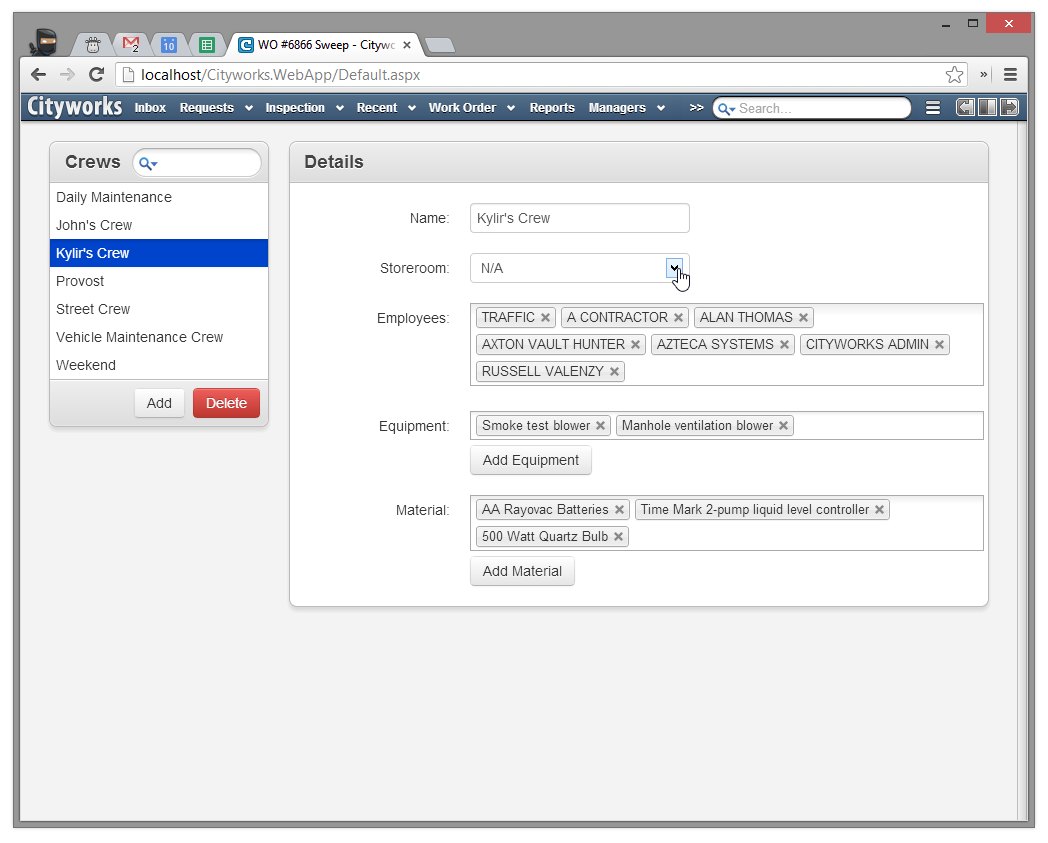 2 10 WO #6866 Sweep - Citywc
localhost/Cityworks.WebApp/Default.aspx »
Cityworks Inbox Requests Inspection Recent Work Order Reports Managers >> Search...
Crews
Daily Maintenance
John's Crew
Kylir's Crew
Provost
Street Crew
Vehicle Maintenance Crew
Weekend
Add Delete
Details
Name: Kylir's Crew
Storeroom: N/A
Employees: TRAFFIC A CONTRACTOR ALAN THOMAS
AXTON VAULT HUNTER AZTECA SYSTEMS CITYWORKS ADMIN
RUSSELL VALENZY
Equipment: Smoke test blower Manhole ventilation blower
Add Equipment
Material: AA Rayovac Batteries Time Mark 2-pump liquid level controller
500 Watt Quartz Bulb
Add Material